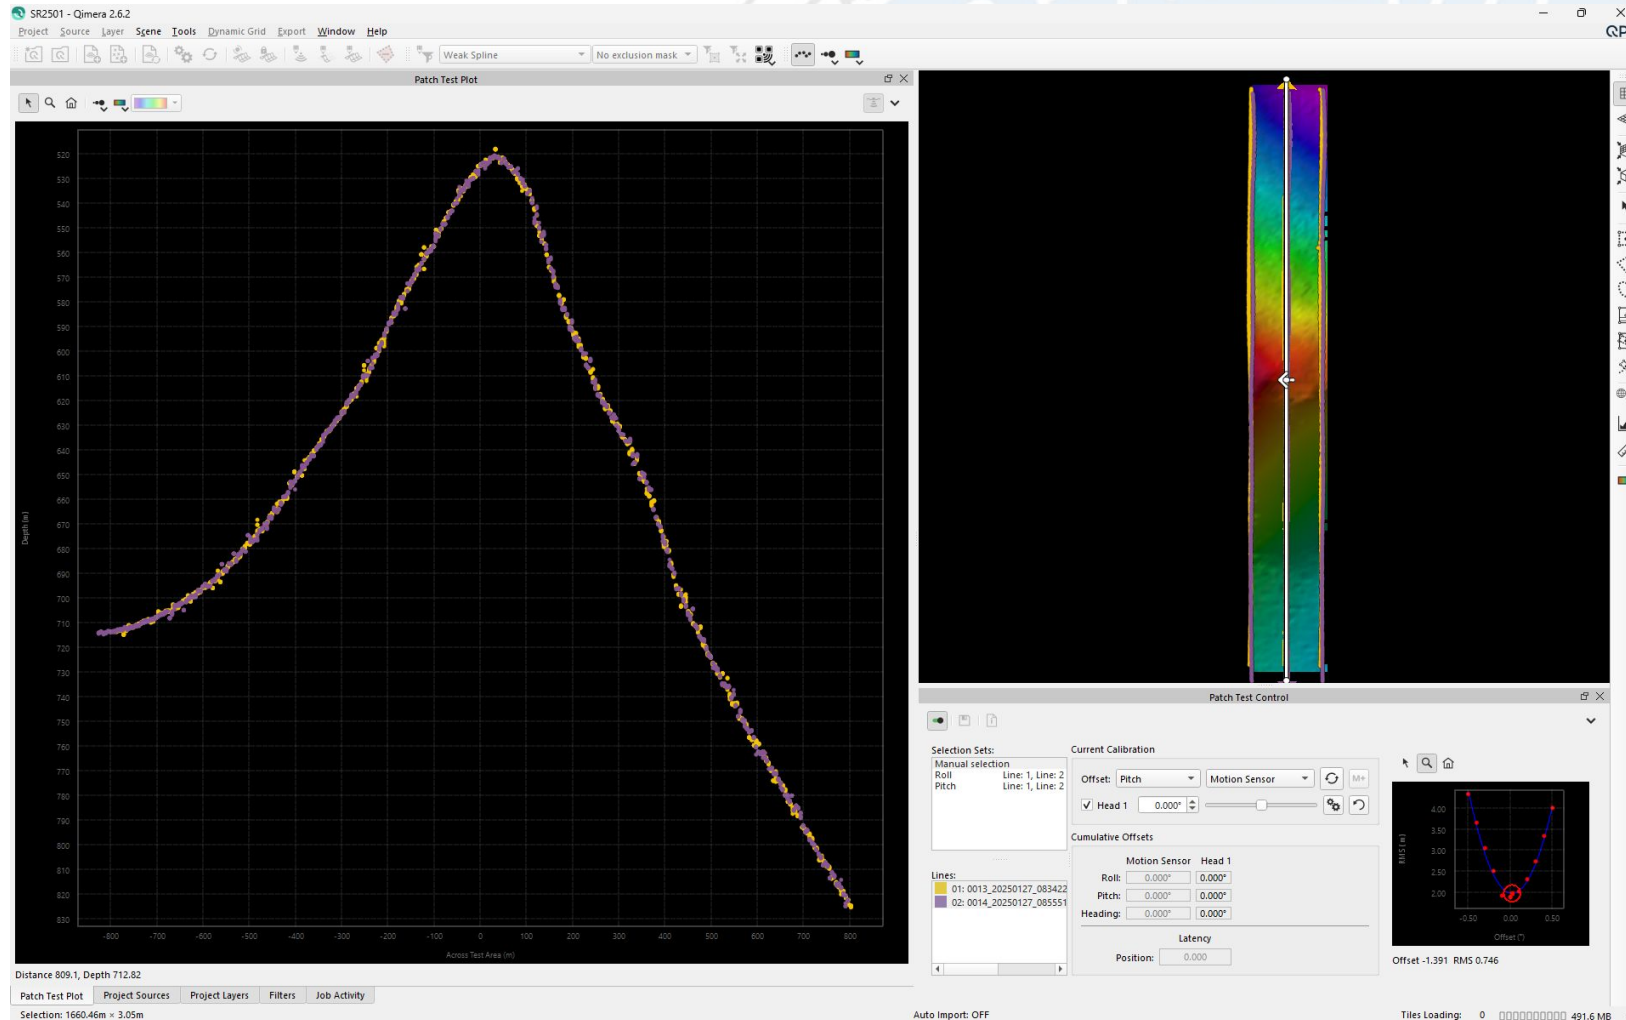 SR2501 - Qimera 2.6.2
Project Source Layer Scene Tools Dynamic Grid Export Window Help
QP
Weak Spline
No exclusion mask
Patch Test Plot
520
530
540
550
560
570
580
590
600
610
620
630
640
650
660
670
680
690
700
710
720
730
740
750
760
770
780
790
800
810
820
830
Depth (m)
-800 -700 -600 -500 -400 -300 -200 -100 0 100 200 300 400 500 600 700 800
Across Test Area (m)
Distance 809.1, Depth 712.82
Patch Test Plot Project Sources Project Layers Filters Job Activity
Selection: 1660.46m × 3.05m
Patch Test Control
Selection Sets:
Manual selection
Roll Line: 1, Line: 2
Pitch Line: 1, Line: 2
Lines:
01: 0013_20250127_083422
02: 0014_20250127_085551
Current Calibration
Offset: Pitch Motion Sensor M+
Head 1 0.000°
Cumulative Offsets
Motion Sensor Head 1
Roll: 0.000° 0.000°
Pitch: 0.000° 0.000°
Heading: 0.000° 0.000°
Latency
Position: 0.000
4.00
3.50
3.00
2.50
2.00
RMS (m)
-0.50 0.00 0.50
Offset (°)
Offset -1.391 RMS 0.746
Auto Import: OFF
Tiles Loading: 0 491.6 MB